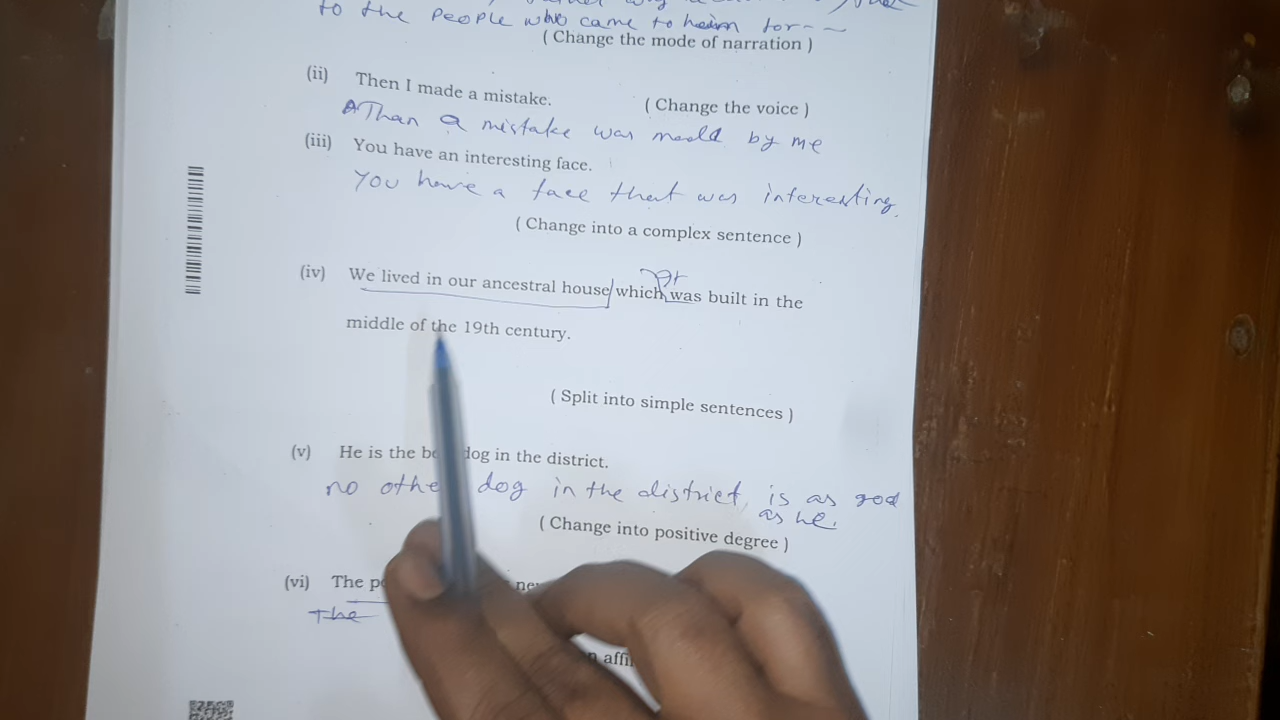 to the people who came to him for
( Change the mode of narration )
(ii) Then I made a mistake. ( Change the voice )
Than a mistake was made by me
(iii) You have an interesting face.
You have a face that was interesting.
( Change into a complex sentence )
(iv) We lived in our ancestral house which was built in the
It
middle of the 19th century.
( Split into simple sentences )
(v) He is the dog in the district.
no othe dog in the district, is as good
as he.
( Change into positive degree )
(vi) The
The